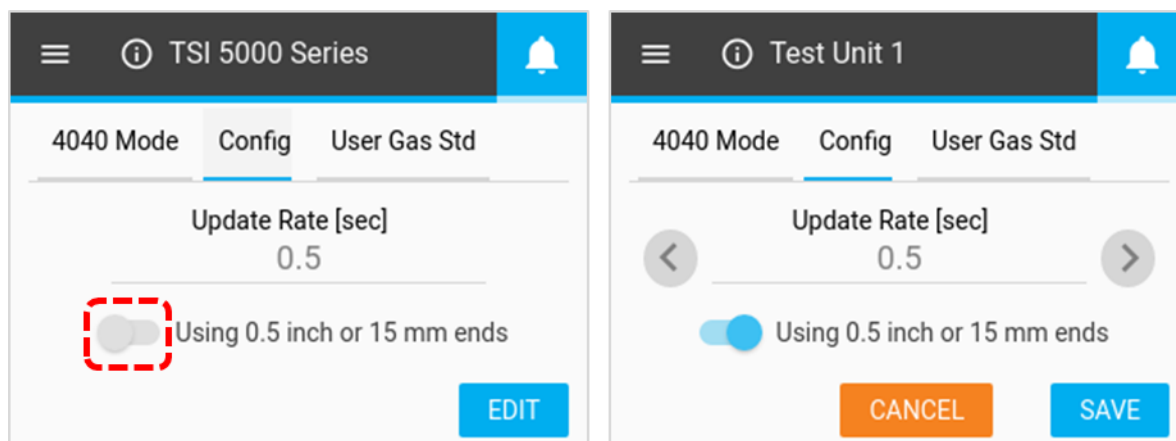 TSI 5000 Series
4040 Mode Config User Gas Std
Update Rate [sec]
0.5
Using 0.5 inch or 15 mm ends
EDIT
Test Unit 1
4040 Mode Config User Gas Std
Update Rate [sec]
0.5
Using 0.5 inch or 15 mm ends
CANCEL SAVE